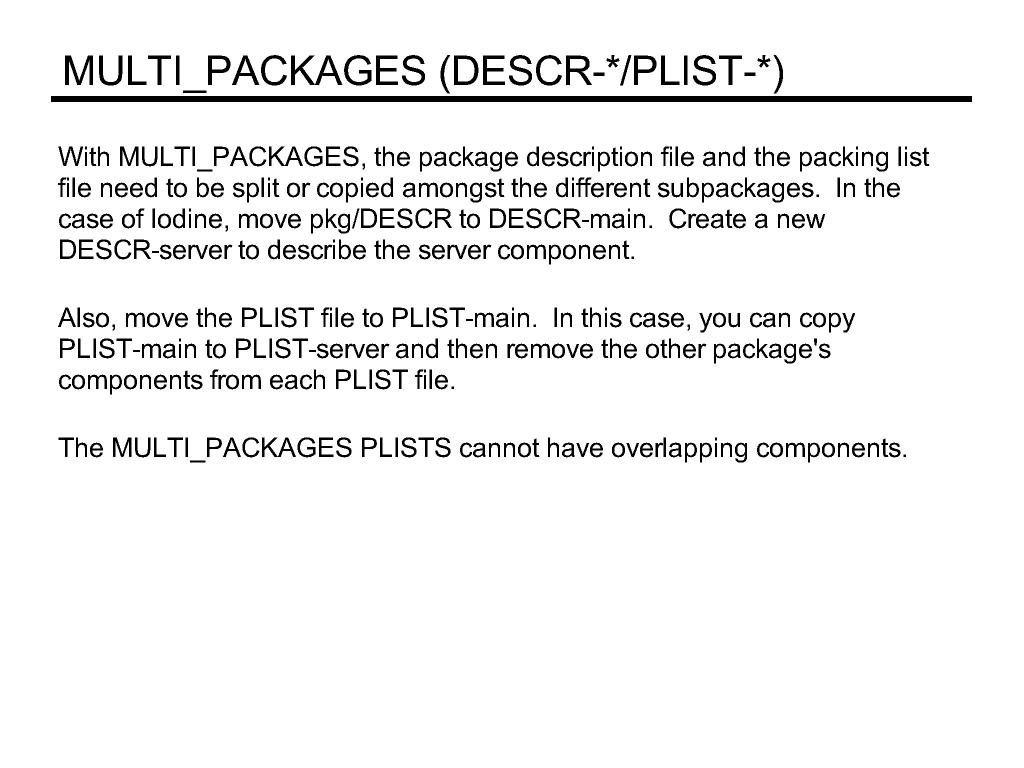 MULTI_PACKAGES (DESCR-*/PLIST-*)
With MULTI_PACKAGES, the package description file and the packing list
file need to be split or copied amongst the different subpackages.  In the
case of Iodine, move pkg/DESCR to DESCR-main.  Create a new
DESCR-server to describe the server component.
Also, move the PLIST file to PLIST-main.  In this case, you can copy
PLIST-main to PLIST-server and then remove the other package's
components from each PLIST file.
The MULTI_PACKAGES PLISTS cannot have overlapping components.